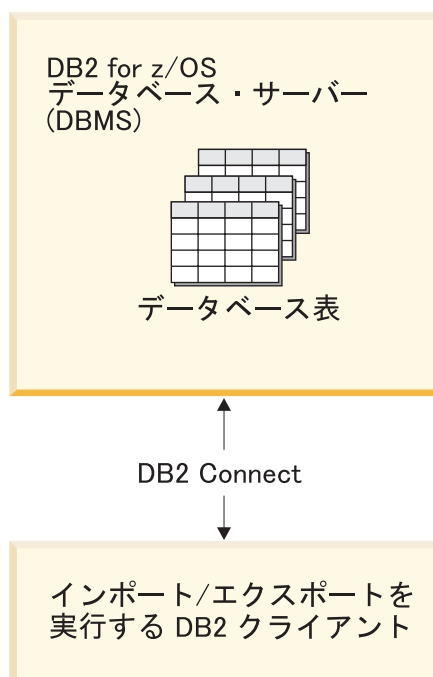 DB2 for z/OS
データベース・サーバー
(DBMS)
データベース表
DB2 Connect
インポート/エクスポートを
実行する DB2 クライアント